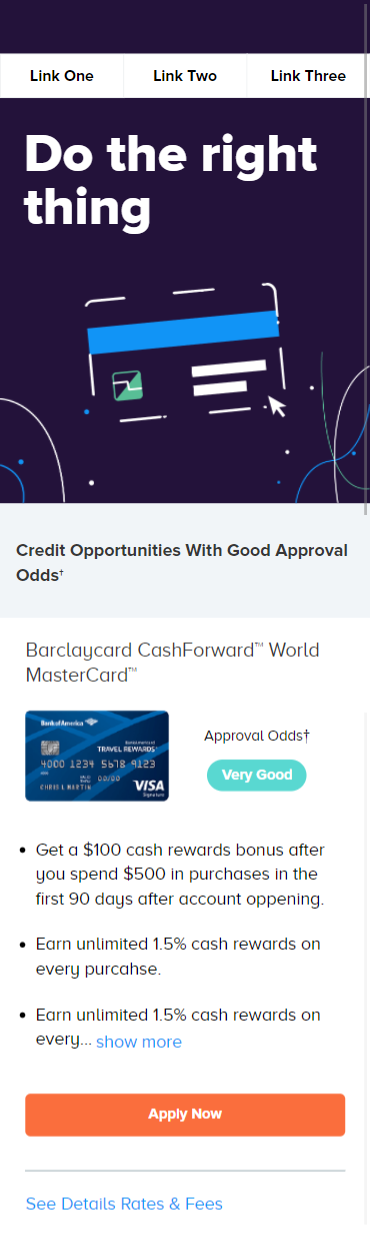 Link One
Link Two
Link Three
Do the right
thing
Credit Opportunities With Good Approval
Odds†
Barclaycard CashForward™ World
MasterCard™
BankofAmerica
TRAVEL REWARDS
4000 1234 5678 9123
00/00
CHRIS L MARTIN
VISA
Signature
Approval Odds†
Very Good
• Get a $100 cash rewards bonus after
you spend $500 in purchases in the
first 90 days after account oppening.
• Earn unlimited 1.5% cash rewards on
every purcahse.
• Earn unlimited 1.5% cash rewards on
every... show more
Apply Now
See Details Rates & Fees